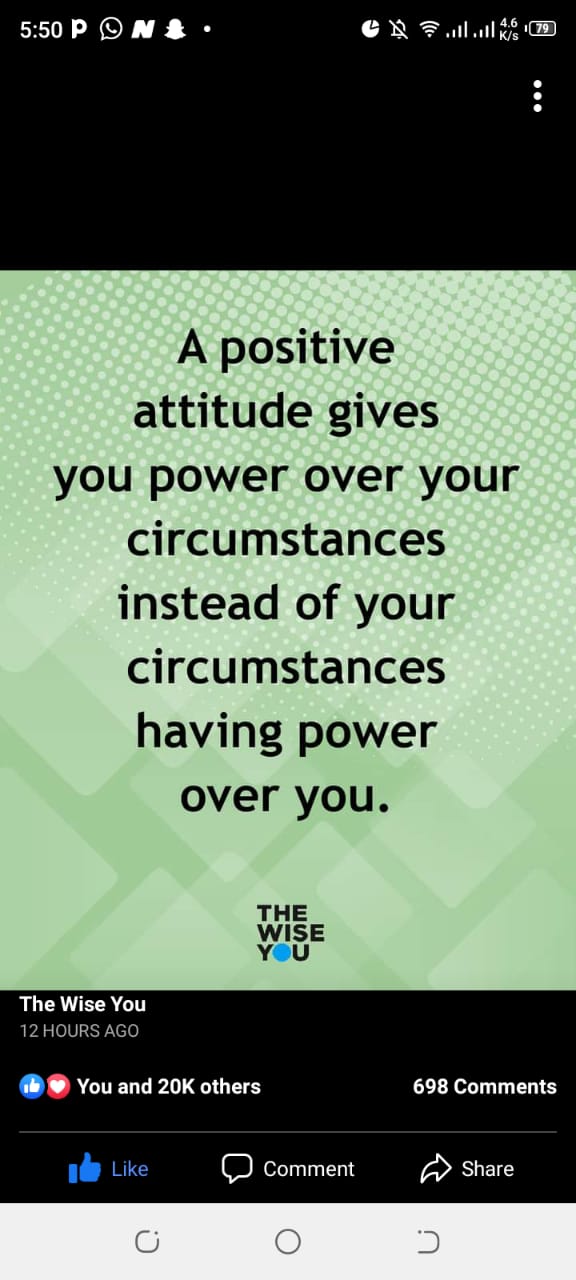 5:50
4.6
K/s
79
A positive
attitude gives
you power over your
circumstances
instead of your
circumstances
having power
over you.
THE
WISE
YOU
The Wise You
12 HOURS AGO
You and 20K others 698 Comments
Like Comment Share